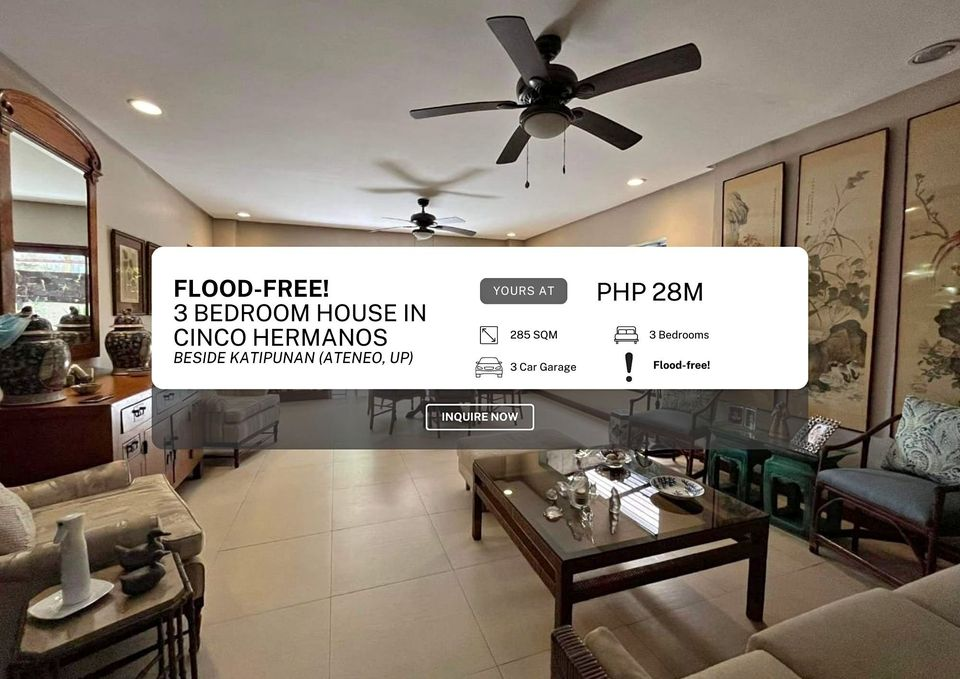 FLOOD-FREE!
3 BEDROOM HOUSE IN
CINCO HERMANOS
BESIDE KATIPUNAN (ATENEO, UP)
YOURS AT
PHP 28M
285 SQM
3 Bedrooms
3 Car Garage
Flood-free!
INQUIRE NOW